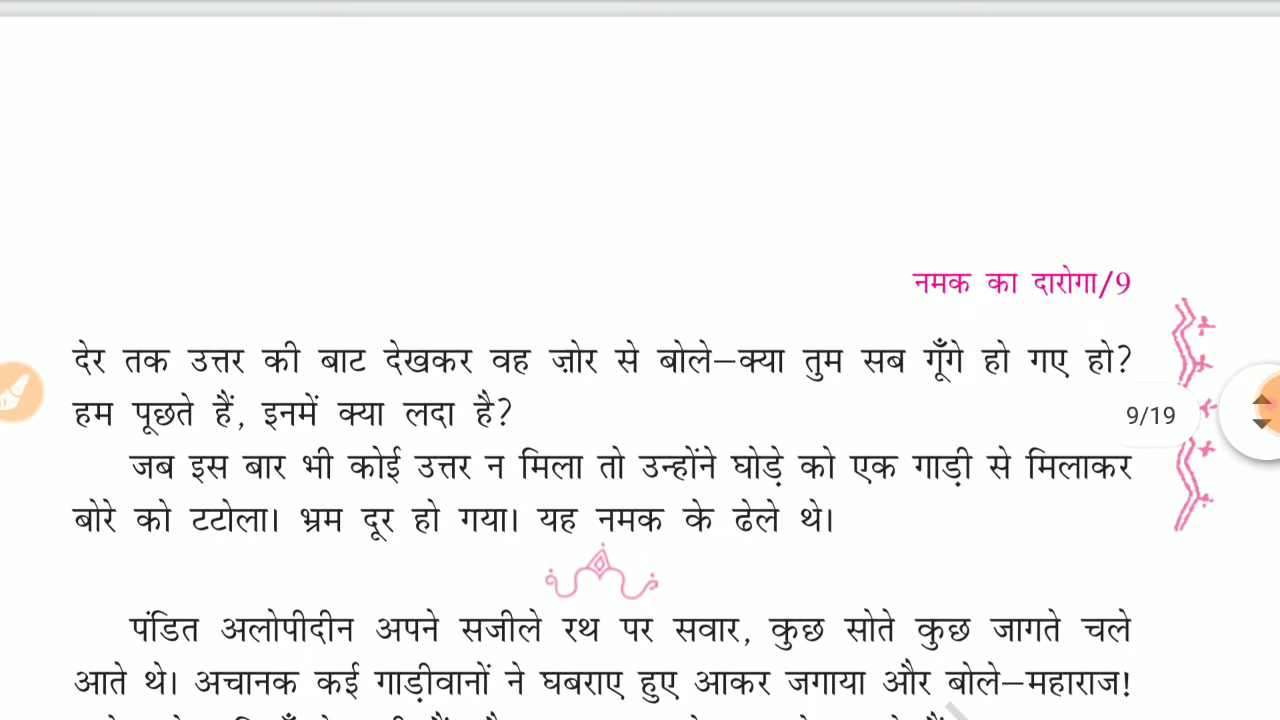 नमक का दारोगा/9
देर तक उत्तर की बाट देखकर वह ज़ोर से बोले–क्या तुम सब गूँगे हो गए हो?
हम पूछते हैं, इनमें क्या लदा है?
9/19
जब इस बार भी कोई उत्तर न मिला तो उन्होंने घोड़े को एक गाड़ी से मिलाकर
बोरे को टटोला। भ्रम दूर हो गया। यह नमक के ढेले थे।
पंडित अलोपीदीन अपने सजीले रथ पर सवार, कुछ सोते कुछ जागते चले
आते थे। अचानक कई गाड़ीवानों ने घबराए हुए आकर जगाया और बोले–महाराज!